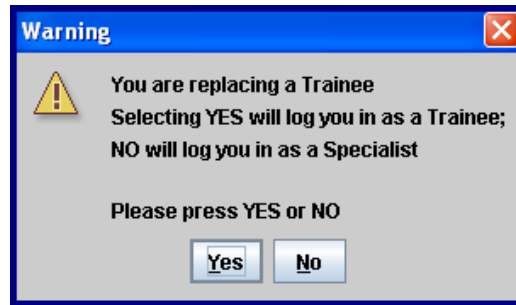 Warning
You are replacing a Trainee
Selecting YES will log you in as a Trainee;
NO will log you in as a Specialist
Please press YES or NO
Yes No